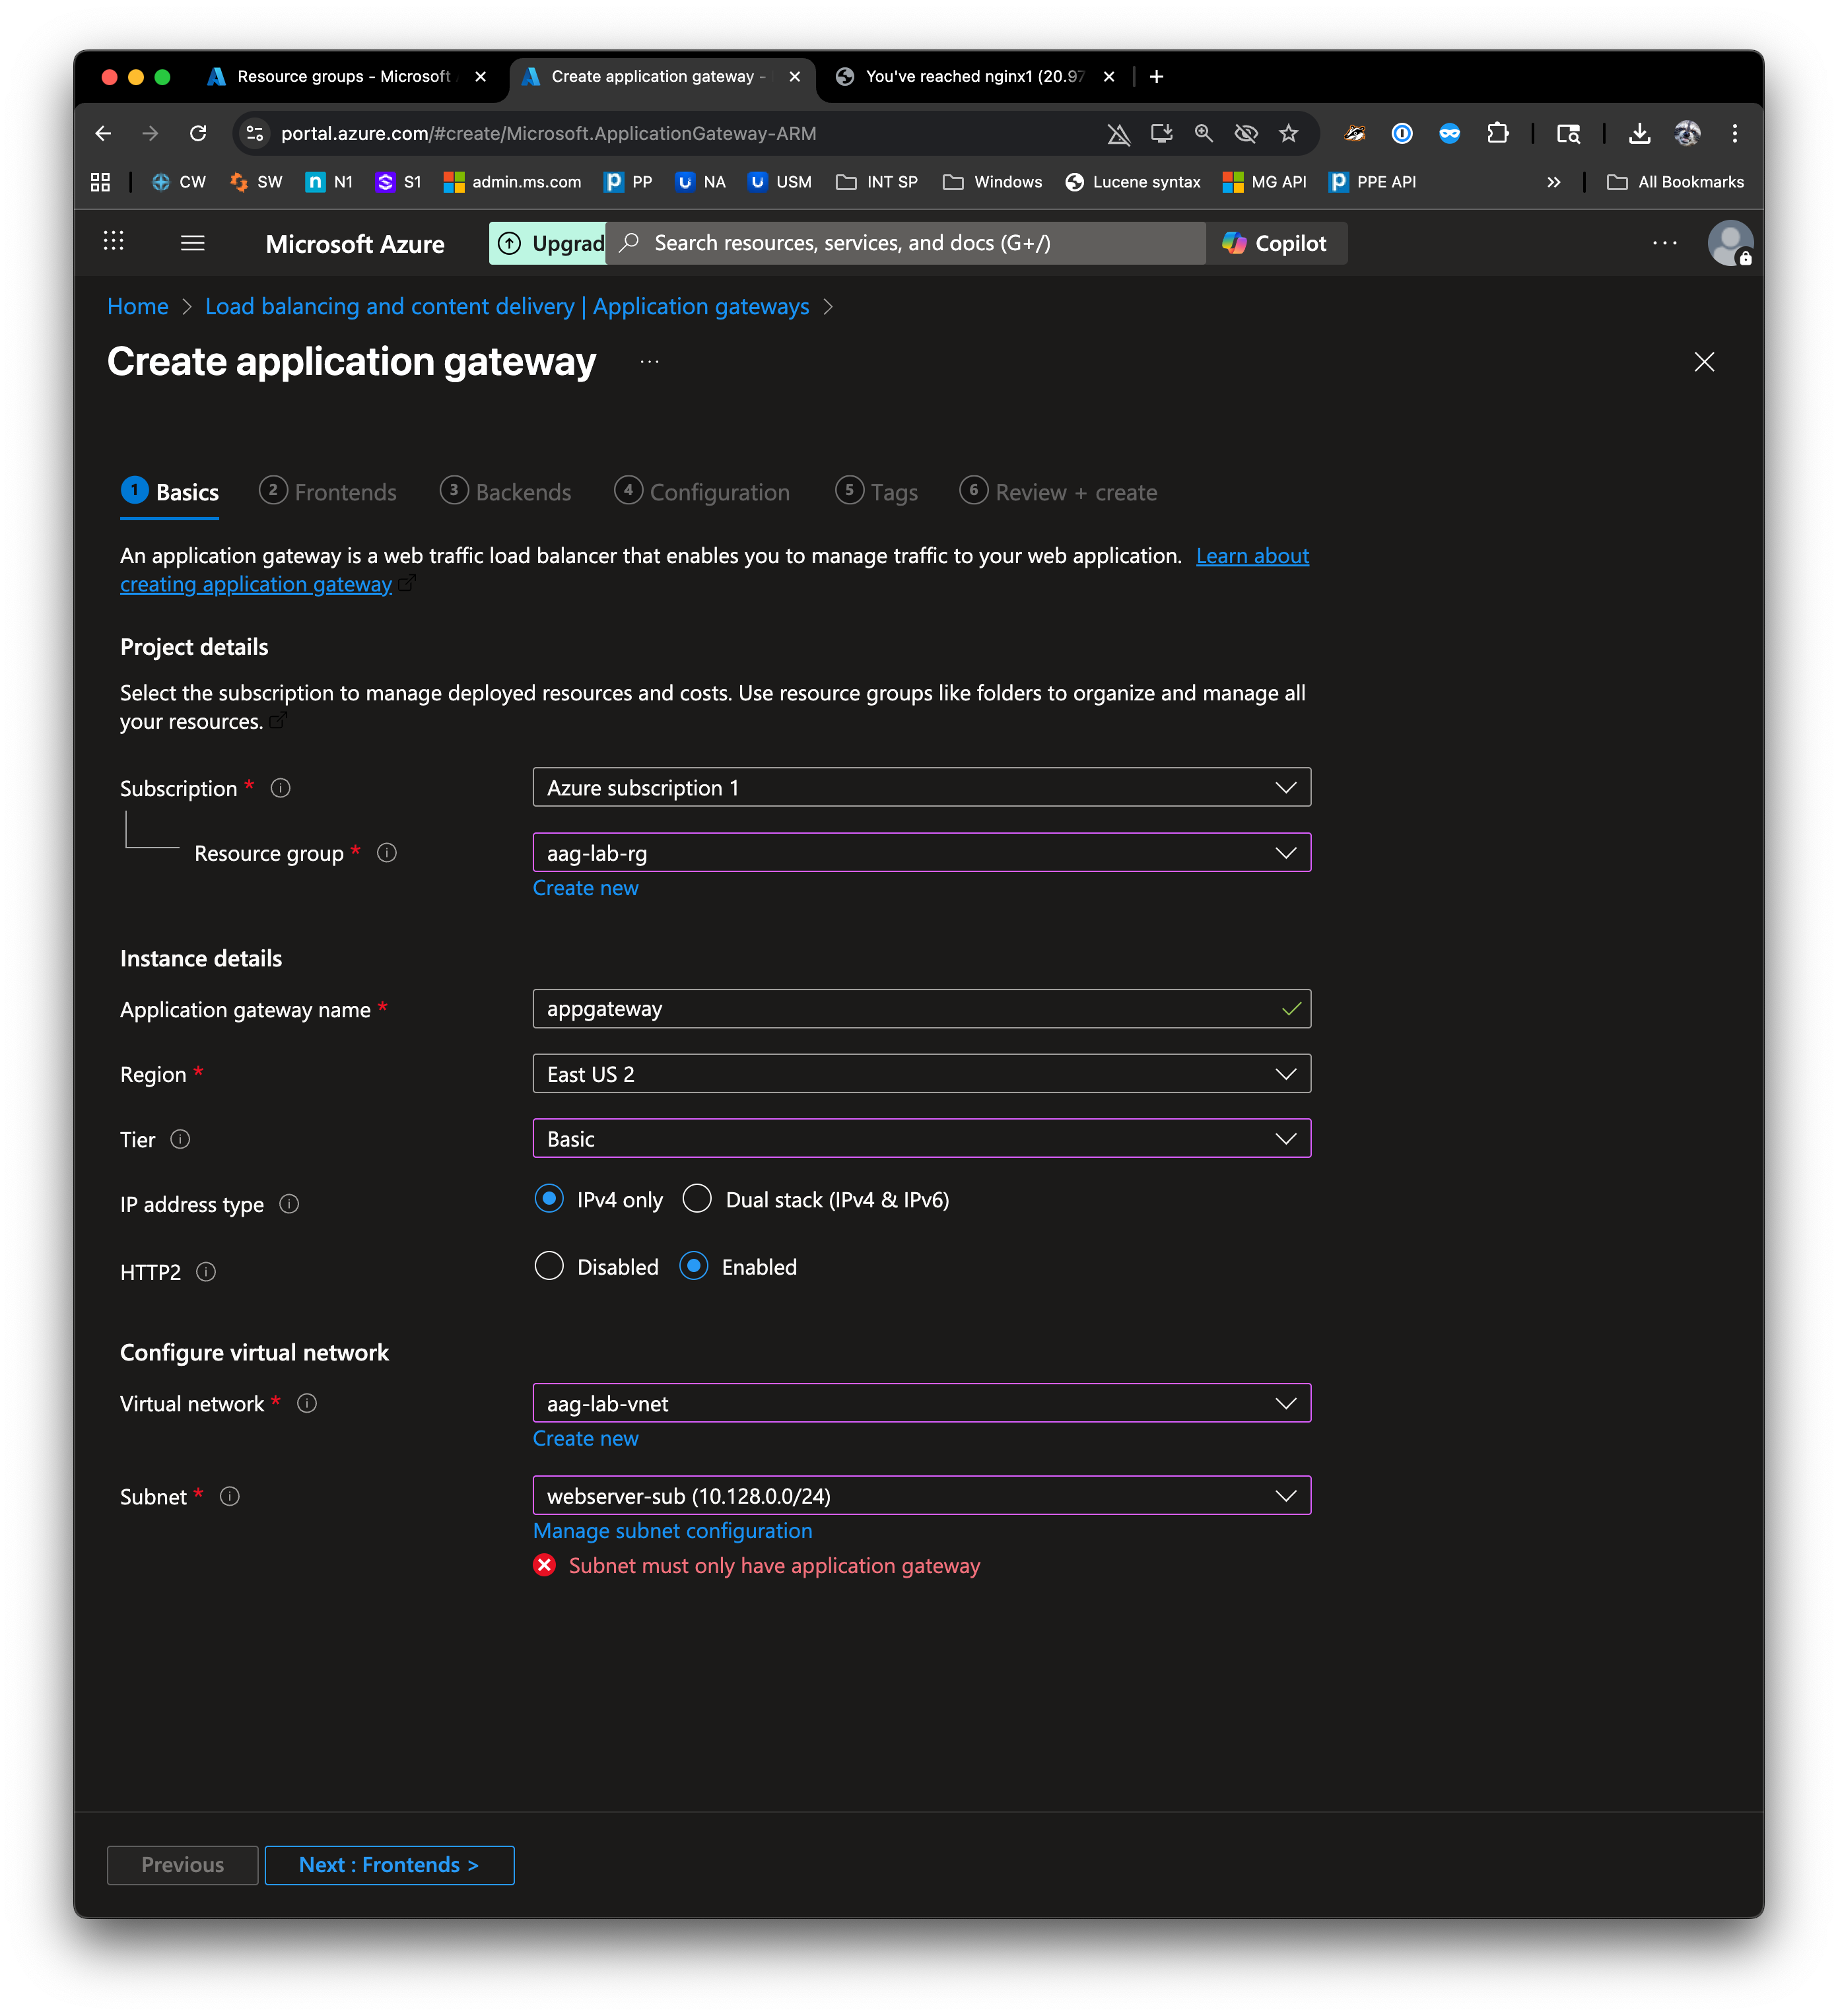 Resource groups - Microsoft
Create application gateway -
You've reached nginx1 (20.97
portal.azure.com/#create/Microsoft.ApplicationGateway-ARM
CW
SW
N1
S1
admin.ms.com
PP
NA
USM
INT SP
Windows
Lucene syntax
MG API
PPE API
All Bookmarks
Microsoft Azure
Upgrad
Search resources, services, and docs (G+/)
Copilot
Home > Load balancing and content delivery | Application gateways >
Create application gateway
1 Basics
2 Frontends
3 Backends
4 Configuration
5 Tags
6 Review + create
An application gateway is a web traffic load balancer that enables you to manage traffic to your web application. Learn about
creating application gateway
Project details
Select the subscription to manage deployed resources and costs. Use resource groups like folders to organize and manage all
your resources.
Subscription *
Azure subscription 1
Resource group *
aag-lab-rg
Create new
Instance details
Application gateway name *
appgateway
Region *
East US 2
Tier
Basic
IP address type
IPv4 only
Dual stack (IPv4 & IPv6)
HTTP2
Disabled
Enabled
Configure virtual network
Virtual network *
aag-lab-vnet
Create new
Subnet *
webserver-sub (10.128.0.0/24)
Manage subnet configuration
Subnet must only have application gateway
Previous
Next : Frontends >